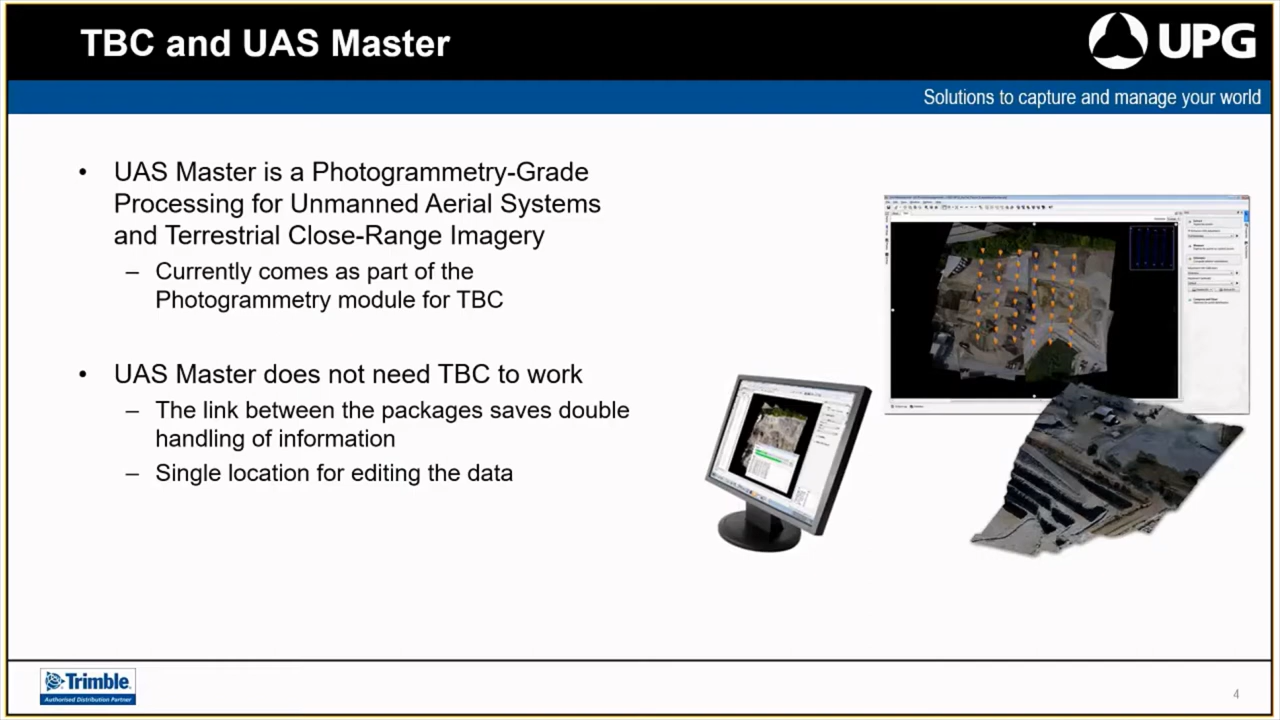 TBC and UAS Master
UPG
Solutions to capture and manage your world
• UAS Master is a Photogrammetry-Grade
Processing for Unmanned Aerial Systems
and Terrestrial Close-Range Imagery
– Currently comes as part of the
Photogrammetry module for TBC
• UAS Master does not need TBC to work
– The link between the packages saves double
handling of information
– Single location for editing the data
Trimble
Authorised Distribution Partner
4